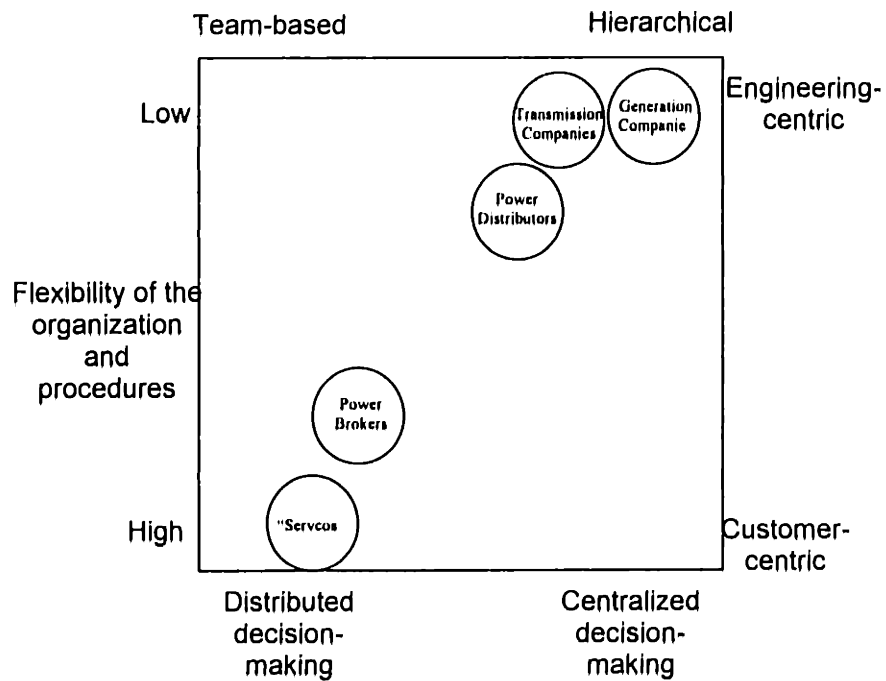 Team-based
Hierarchical
Low
Transmission
Companies
Generation
Companie
Engineering-
centric
Power
Distributors
Flexibility of the
organization
and
procedures
Power
Brokers
High
"Servcos
Customer-
centric
Distributed
decision-
making
Centralized
decision-
making